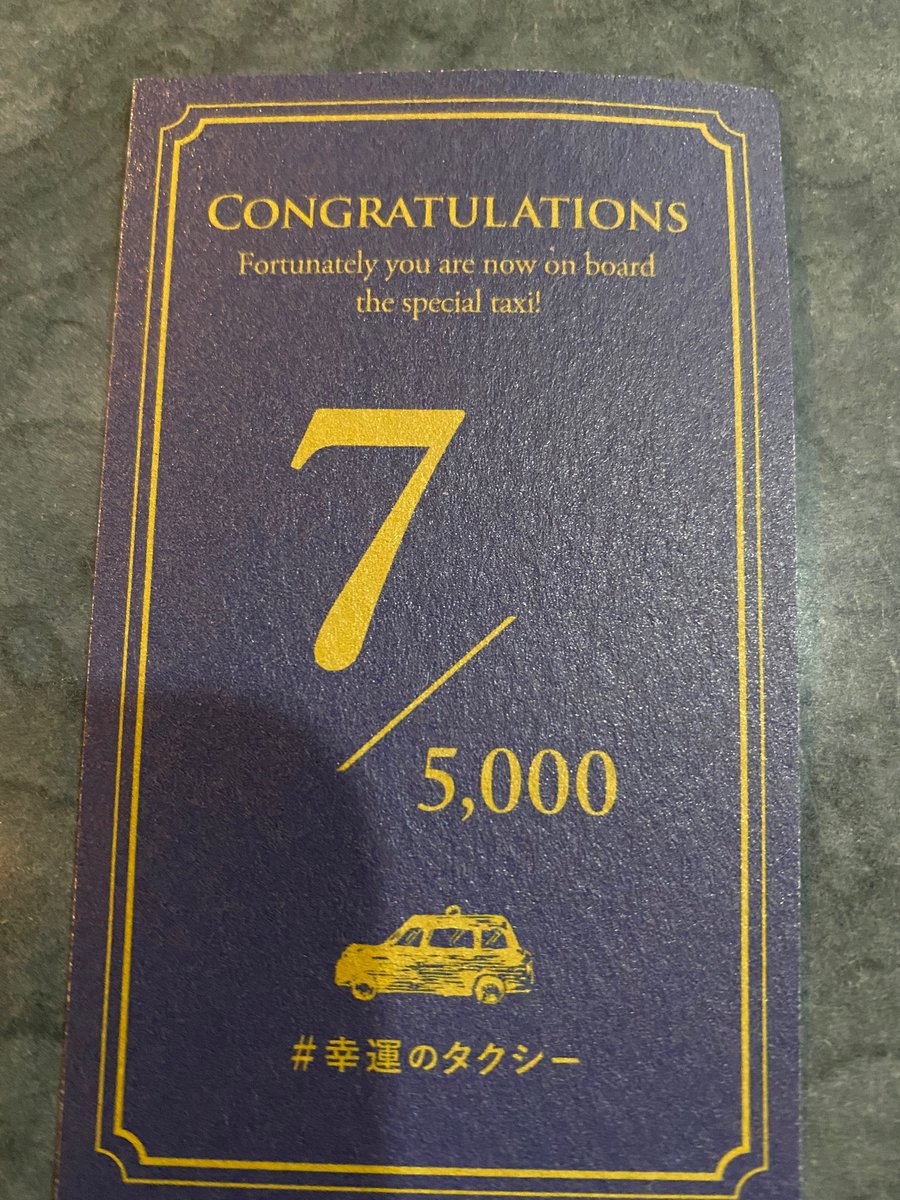 CONGRATULATIONS
Fortunately you are now on board
the special taxi!
7/
5,000
#幸運のタクシー